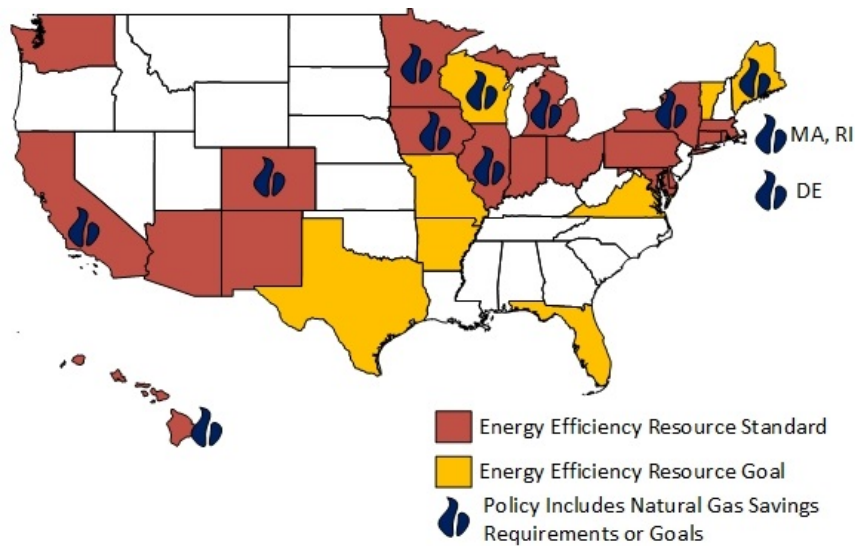 MA, RI
DE
Energy Efficiency Resource Standard
Energy Efficiency Resource Goal
Policy Includes Natural Gas Savings
Requirements or Goals